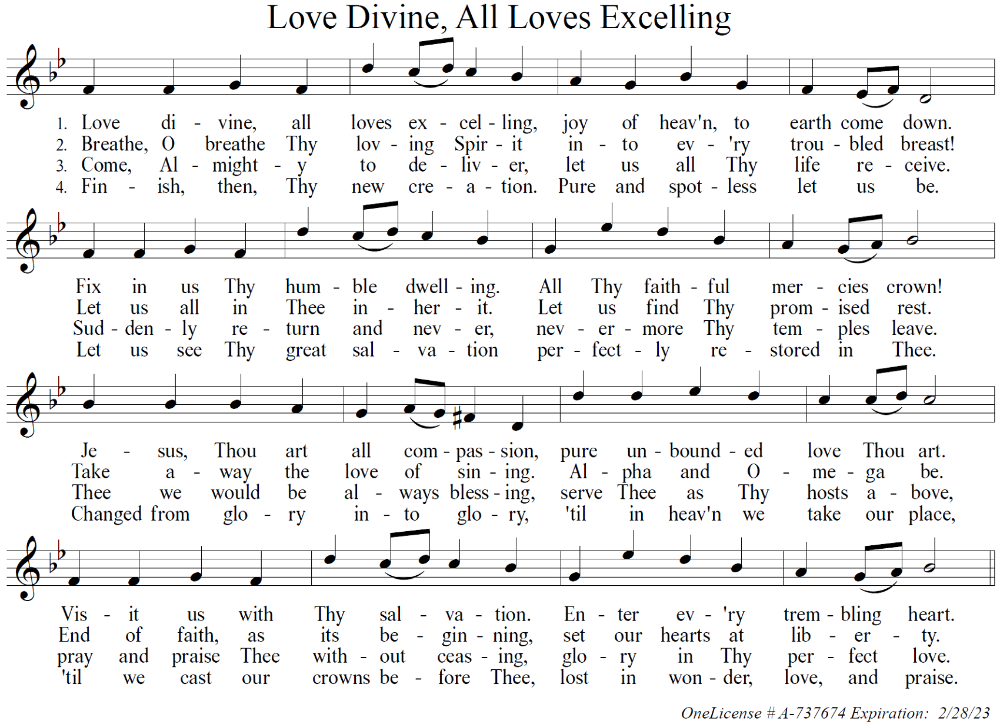 Love Divine, All Loves Excelling
1. Love di - vine, all loves ex - cel - ling, joy of heav'n, to earth come down.
2. Breathe, O breathe Thy lov - ing Spir - it in - to ev - 'ry trou - bled breast!
3. Come, Al - might - y to de - liv - er, let us all Thy life re - ceive.
4. Fin - ish, then, Thy new cre - a - tion. Pure and spot - less let us be.
Fix in us Thy hum - ble dwell - ing. All Thy faith - ful mer - cies crown!
Let us all in Thee in - her - it. Let us find Thy prom - ised rest.
Sud - den - ly re - turn and nev - er, nev - er - more Thy tem - ples leave.
Let us see Thy great sal - va - tion per - fect - ly re - stored in Thee.
Je - sus, Thou art all com - pas - sion, pure un - bound - ed love Thou art.
Take a - way the love of sin - ing. Al - pha and O - me - ga be.
Thee we would be al - ways bless - ing, serve Thee as Thy hosts a - bove,
Changed from glo - ry in - to glo - ry, 'til in heav'n we take our place,
Vis - it us with Thy sal - va - tion. En - ter ev - 'ry trem - bling heart.
End of faith, as its be - gin - ning, set our hearts at lib - er - ty.
pray and praise Thee with - out ceas - ing, glo - ry in Thy per - fect love.
'til we cast our crowns be - fore Thee, lost in won - der, love, and praise.
OneLicense # A-737674 Expiration: 2/28/23